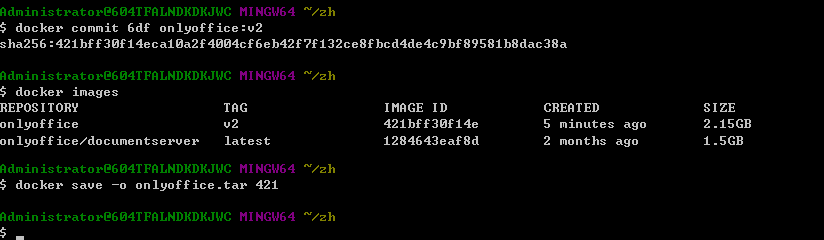 Administrator@604TFALNDKDKJWC MINGW64 ~/zh
$ docker commit 6df onlyoffice:v2
sha256:421bff30f14eca10a2f4004cf6eb42f7f132ce8fbcd4de4c9bf89581b8dac38a
Administrator@604TFALNDKDKJWC MINGW64 ~/zh
$ docker images
REPOSITORY TAG IMAGE ID CREATED SIZE
onlyoffice v2 421bff30f14e 5 minutes ago 2.15GB
onlyoffice/documentserver latest 1284643eaf8d 2 months ago 1.5GB
Administrator@604TFALNDKDKJWC MINGW64 ~/zh
$ docker save -o onlyoffice.tar 421
Administrator@604TFALNDKDKJWC MINGW64 ~/zh
$